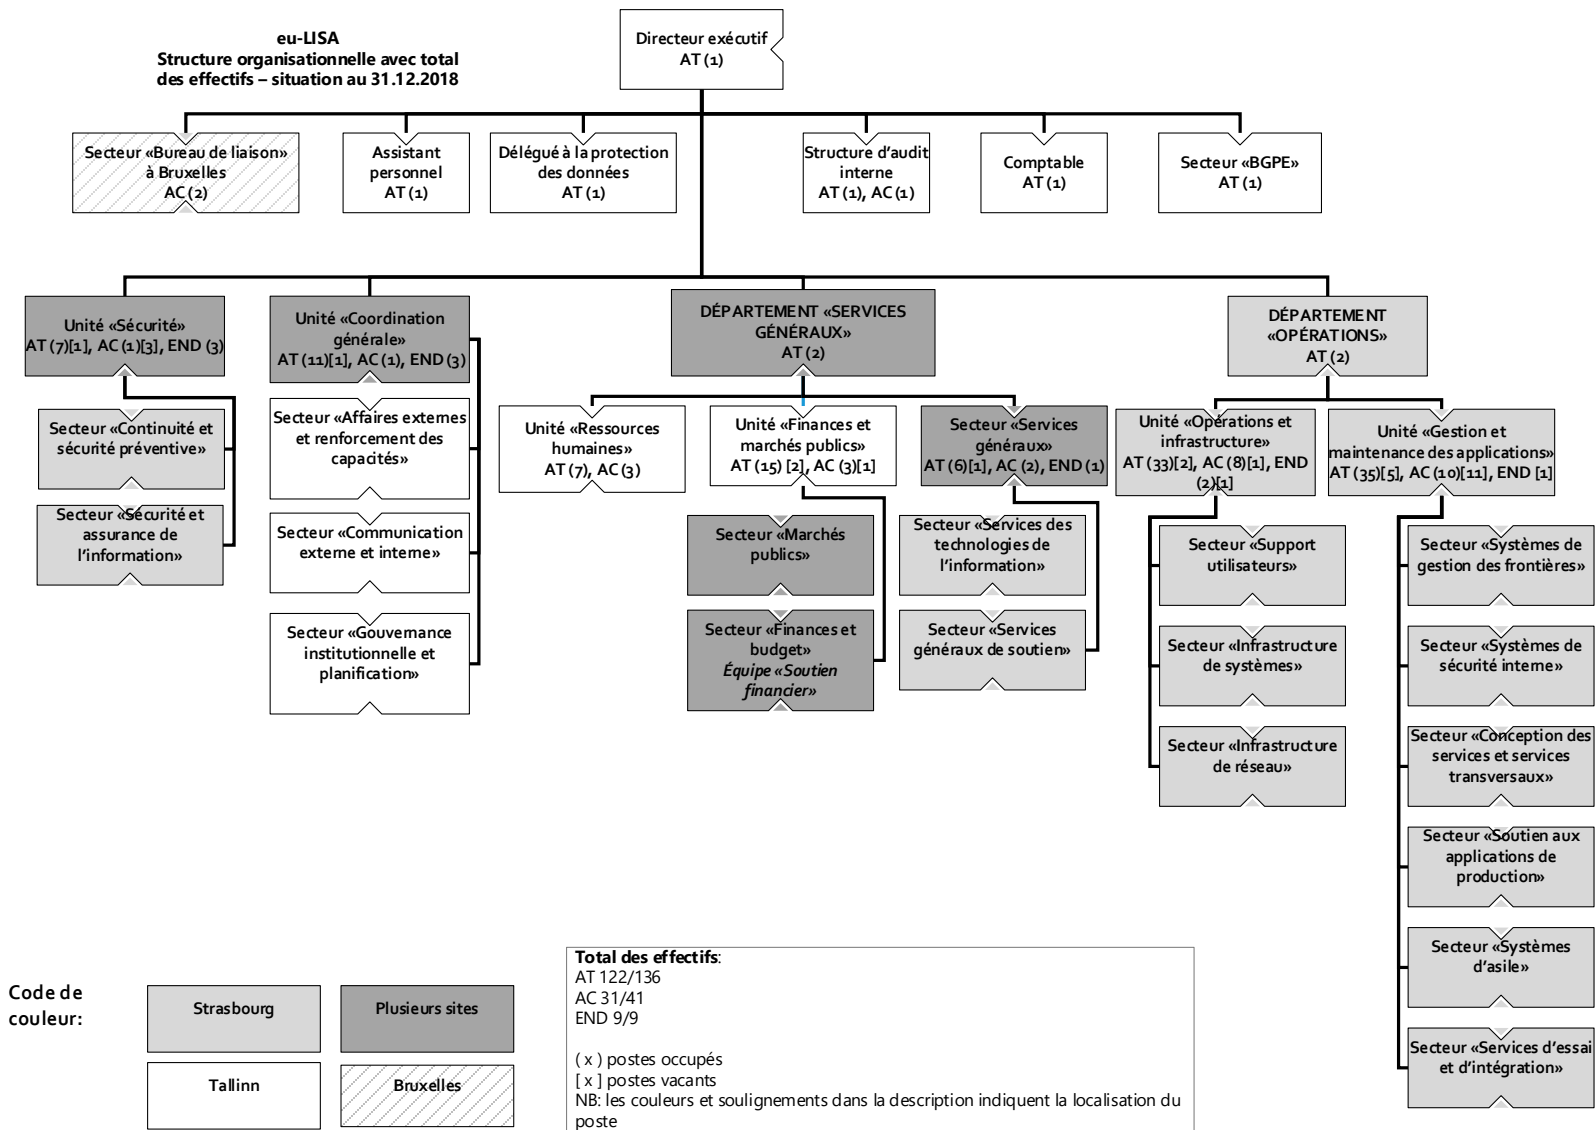 eu-LISA
Structure organisationnelle avec total
des effectifs – situation au 31.12.2018
Directeur exécutif
AT (1)
Secteur «Bureau de liaison»
à Bruxelles
AC (2)
Assistant
personnel
AT (1)
Délégué à la protection
des données
AT (1)
Structure d'audit
interne
AT (1), AC (1)
Comptable
AT (1)
Secteur «BGPE»
AT (1)
Unité «Sécurité»
AT (7)[1], AC (1)[3], END (3)
Unité «Coordination
générale»
AT (11)[1], AC (1), END (3)
DÉPARTEMENT «SERVICES
GÉNÉRAUX»
AT (2)
DÉPARTEMENT
«OPÉRATIONS»
AT (2)
Secteur «Continuité et
sécurité préventive»
Secteur «Sécurité et
assurance de
l'information»
Secteur «Affaires externes
et renforcement des
capacités»
Secteur «Communication
externe et interne»
Secteur «Gouvernance
institutionnelle et
planification»
Unité «Ressources
humaines»
AT (7), AC (3)
Unité «Finances et
marchés publics»
AT (15) [2], AC (3)[1]
Secteur «Services
généraux»
AT (6)[1], AC (2), END (1)
Secteur «Marchés
publics»
Secteur «Finances et
budget»
Équipe «Soutien
financier»
Secteur «Services des
technologies de
l'information»
Secteur «Services
généraux de soutien»
Unité «Opérations et
infrastructure»
AT (33)[2], AC (8)[1], END
(2)[1]
Unité «Gestion et
maintenance des applications»
AT (35)[5], AC (10)[11], END [1]
Secteur «Support
utilisateurs»
Secteur «Infrastructure
de systèmes»
Secteur «Infrastructure
de réseau»
Secteur «Systèmes de
gestion des frontières»
Secteur «Systèmes de
sécurité interne»
Secteur «Conception des
services et services
transversaux»
Secteur «Soutien aux
applications de
production»
Secteur «Systèmes
d'asile»
Secteur «Services d'essai
et d'intégration»
Code de
couleur:
Strasbourg
Plusieurs sites
Tallinn
Bruxelles
Total des effectifs:
AT 122/136
AC 31/41
END 9/9
( x ) postes occupés
[ x ] postes vacants
NB: les couleurs et soulignements dans la description indiquent la localisation du
poste